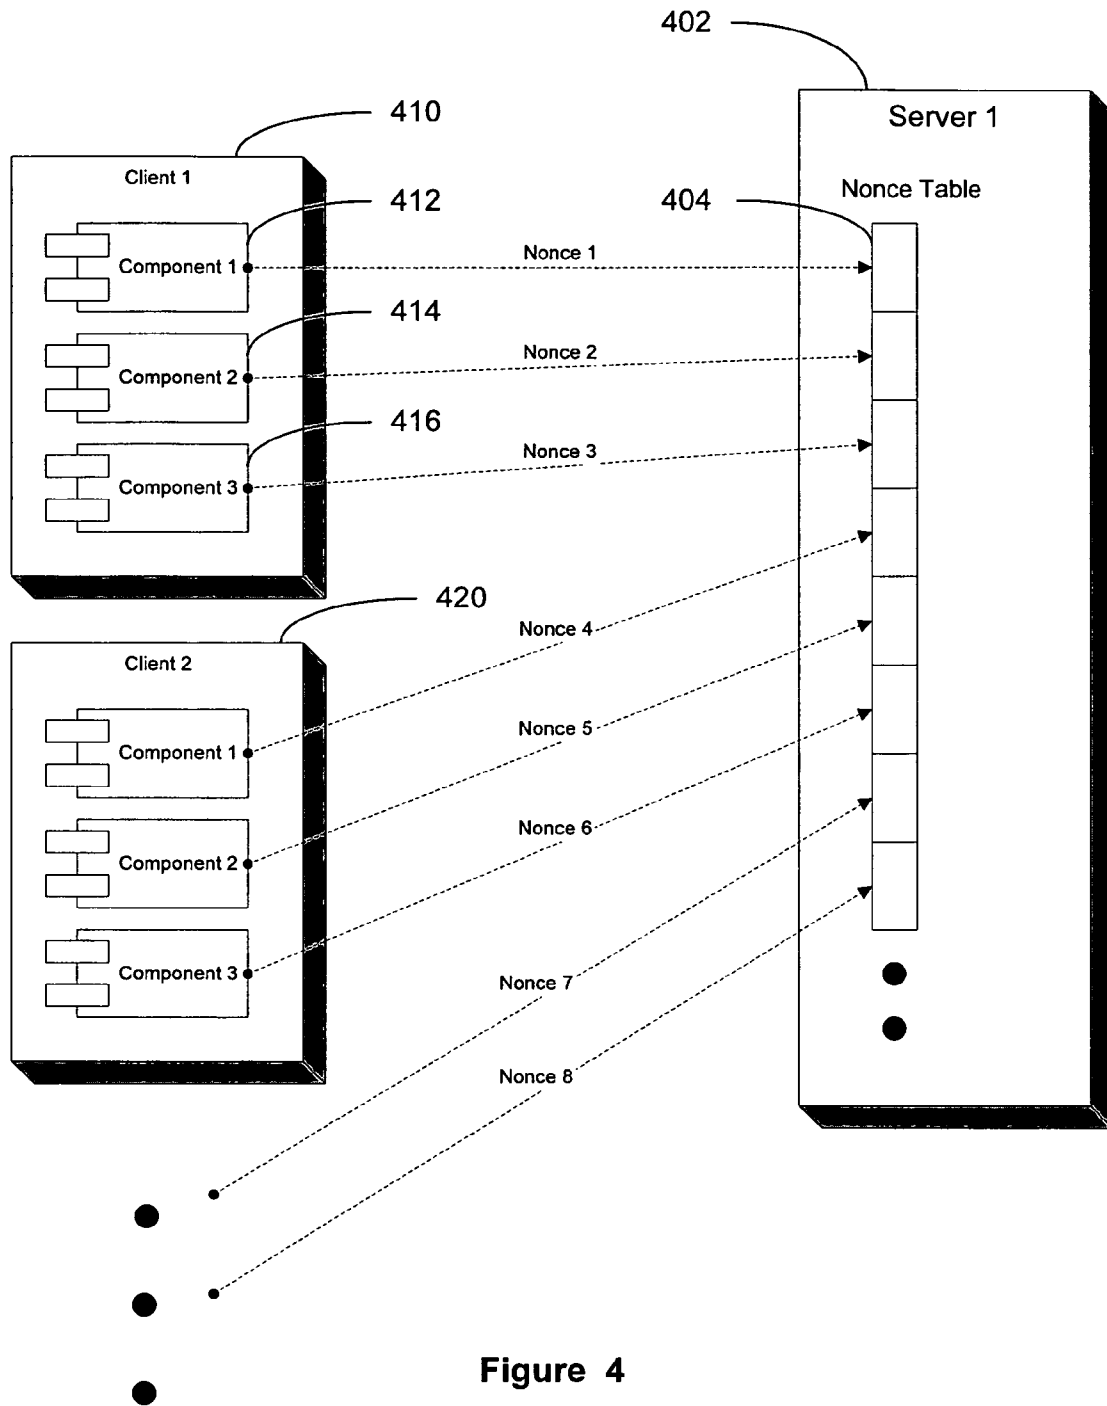 402
Server 1
410
Client 1
Nonce Table
412
404
Component 1
Nonce 1
414
Component 2
Nonce 2
416
Component 3
Nonce 3
420
Client 2
Nonce 4
Component 1
Nonce 5
Component 2
Nonce 6
Component 3
Nonce 7
Nonce 8
Figure 4